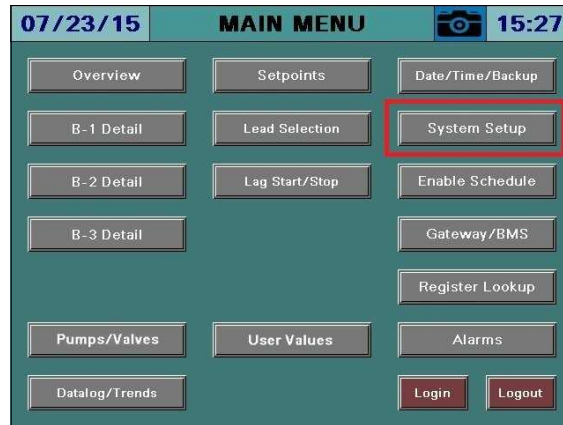 07/23/15 MAIN MENU 15:27
Overview Setpoints Date/Time/Backup
B-1 Detail Lead Selection System Setup
B-2 Detail Lag Start/Stop Enable Schedule
B-3 Detail Gateway/BMS
Register Lookup
Pumps/Valves User Values Alarms
Datalog/Trends Login Logout